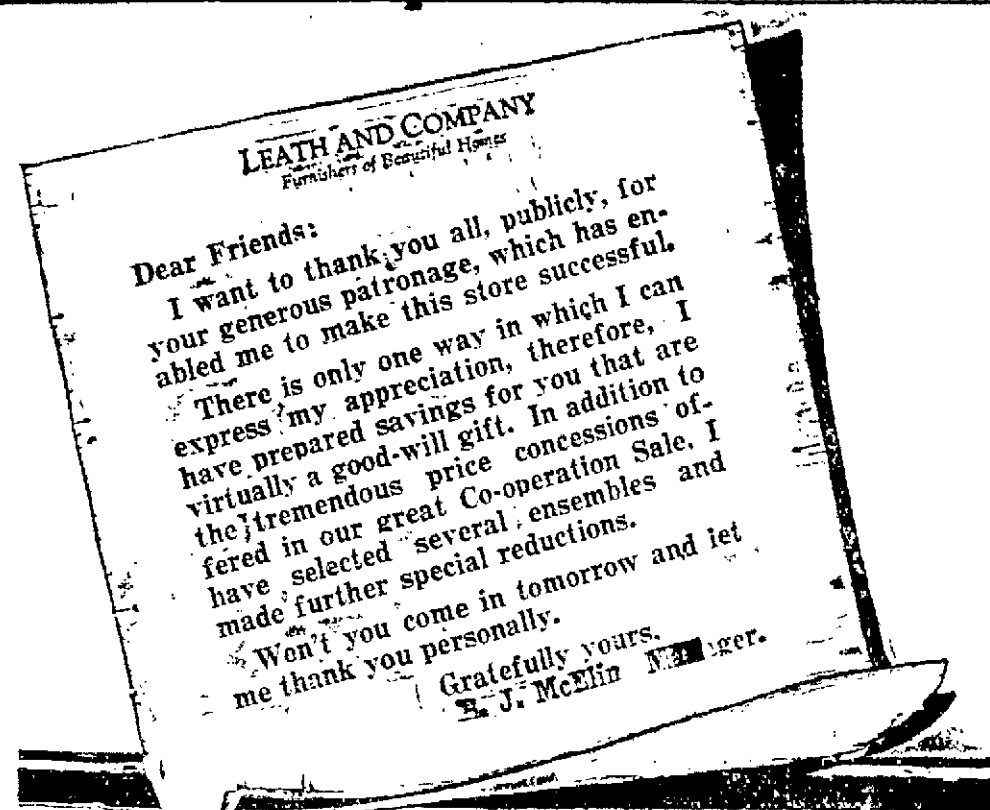 LEATH AND COMPANY
Furnishers of Beautiful Homes
Dear Friends:
I want to thank you all, publicly, for
your generous patronage, which has en-
abled me to make this store successful.
There is only one way in which I can
express my appreciation, therefore, I
have prepared savings for you that are
virtually a good-will gift. In addition to
the tremendous price concessions of-
fered in our great Co-operation Sale, I
have selected several ensembles and
made further special reductions.
Won't you come in tomorrow and let
me thank you personally.
Gratefully yours,
J. McElin